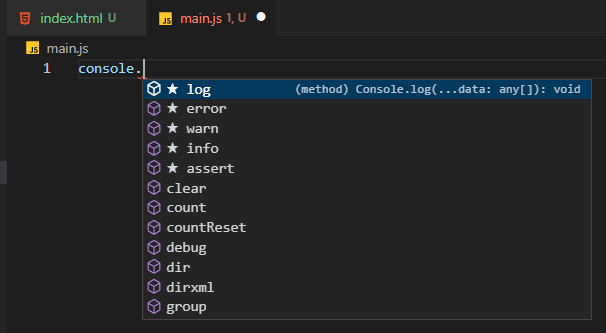 index.html U main.js 1, U
JS main.js
1 console.
★ log (method) Console.log(...data: any[]): void
★ error
★ warn
★ info
★ assert
clear
count
countReset
debug
dir
dirxml
group